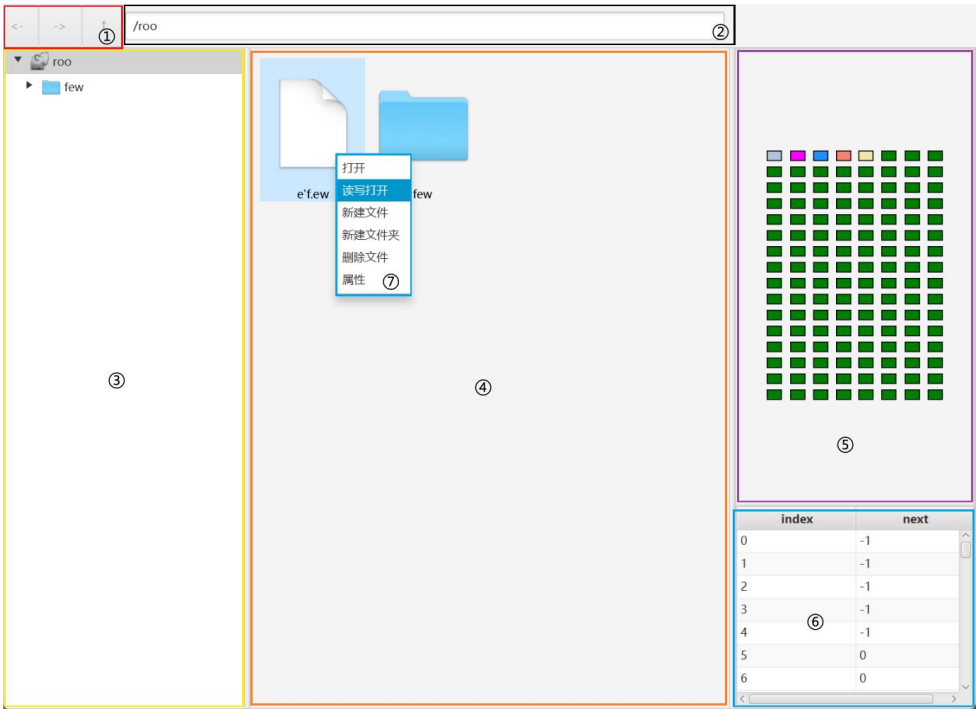 <- -> ↑ ①
/roo ②
roo
few
③
e'f.ew
few
打开
读写打开
新建文件
新建文件夹
删除文件
属性 ⑦
④
⑤
index next
0 -1
1 -1
2 -1
3 -1
4 -1
5 0
6 0
⑥